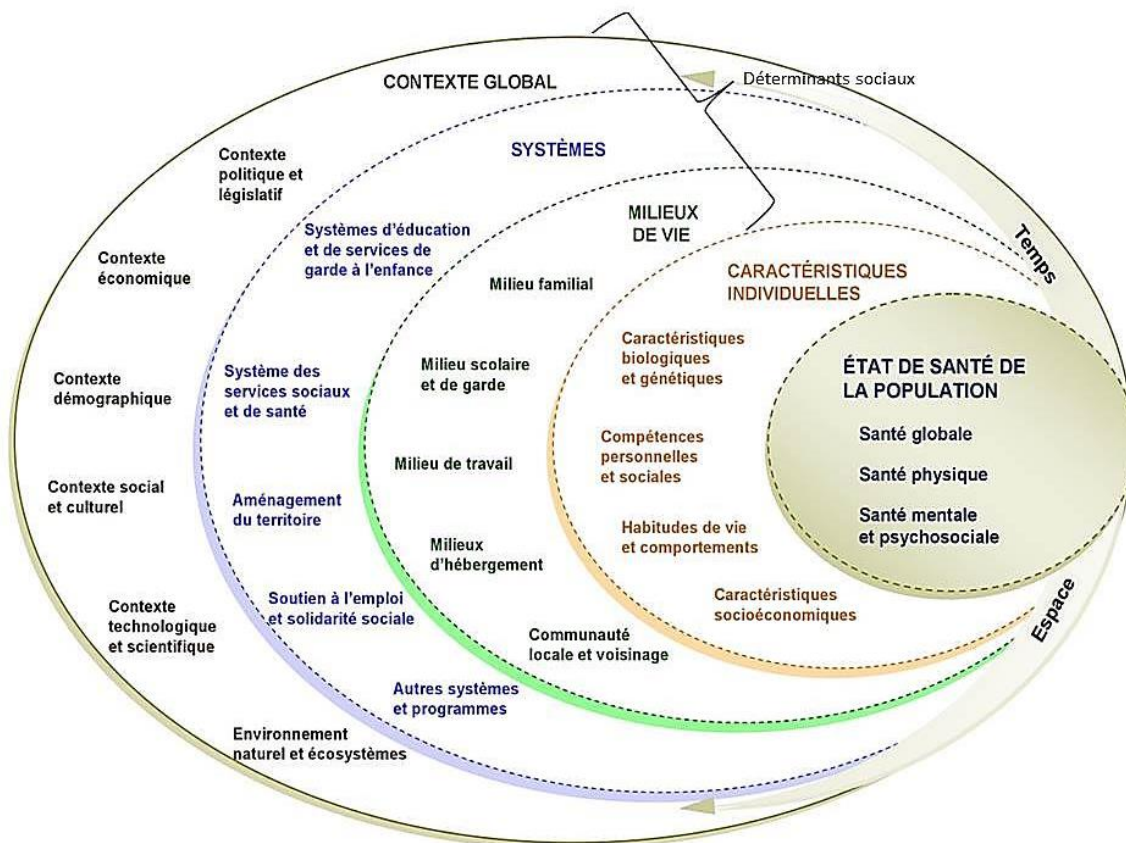 CONTEXTE GLOBAL
Déterminants sociaux
Contexte
politique et
législatif
Contexte
économique
Contexte
démographique
Contexte social
et culturel
Contexte
technologique
et scientifique
Environnement
naturel et écosystèmes
SYSTÈMES
Systèmes d'éducation
et de services de
garde à l'enfance
Système des
services sociaux
et de santé
Aménagement
du territoire
Soutien à l'emploi
et solidarité sociale
Autres systèmes
et programmes
MILIEUX
DE VIE
Milieu familial
Milieu scolaire
et de garde
Milieu de travail
Milieux
d'hébergement
Communauté
locale et voisinage
CARACTÉRISTIQUES
INDIVIDUELLES
Caractéristiques
biologiques
et génétiques
Compétences
personnelles
et sociales
Habitudes de vie
et comportements
Caractéristiques
socioéconomiques
ÉTAT DE SANTÉ DE
LA POPULATION
Santé globale
Santé physique
Santé mentale
et psychosociale
Temps
Espace